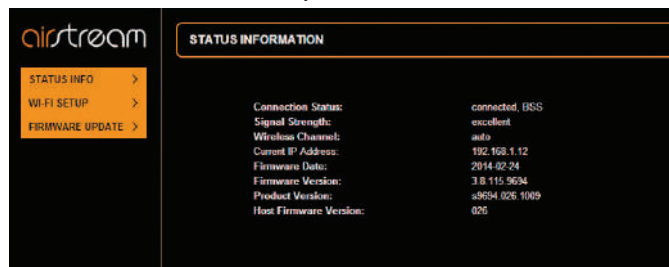 airstream
STATUS INFORMATION
STATUS INFO >
WI-FI SETUP >
FIRMWARE UPDATE >
Connection Status: connected, BSS
Signal Strength: excellent
Wireless Channel: auto
Current IP Address: 192.168.1.12
Firmware Date: 2014-02-24
Firmware Version: 3.8.115.9694
Product Version: s9694.026.1009
Host Firmware Version: 026